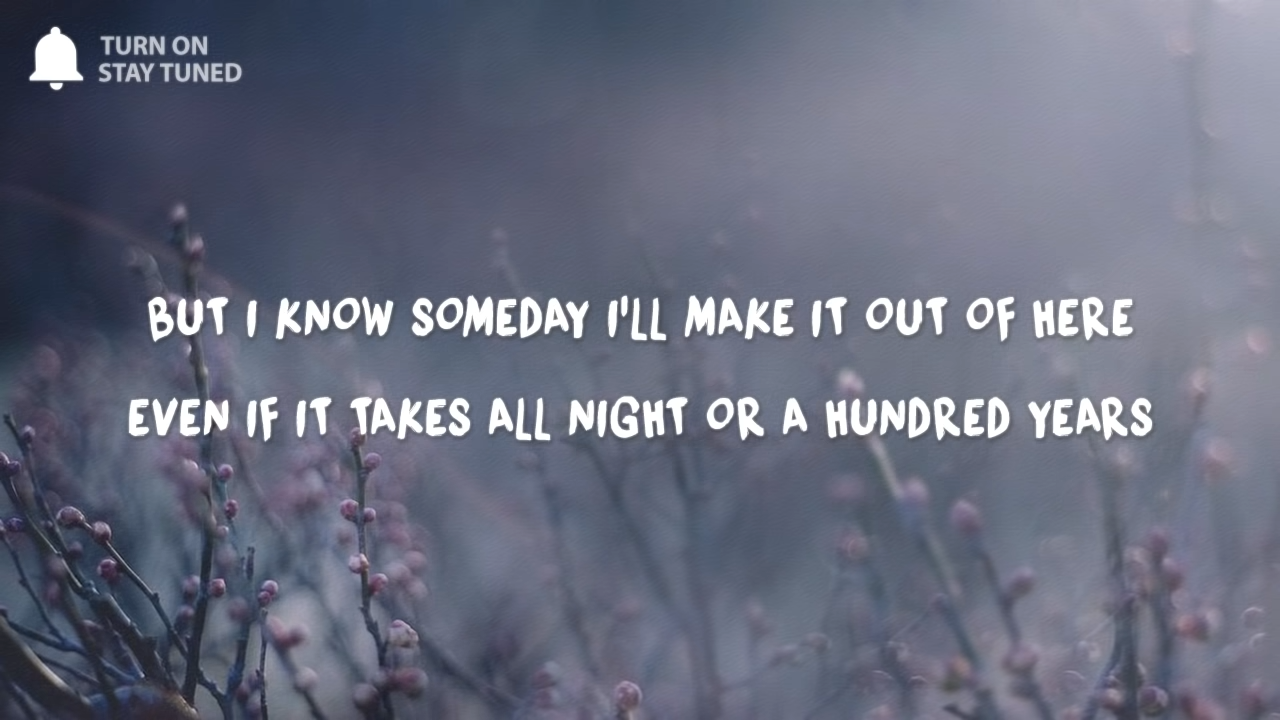 TURN ON
STAY TUNED
BUT I KNOW SOMEDAY I'LL MAKE IT OUT OF HERE
EVEN IF IT TAKES ALL NIGHT OR A HUNDRED YEARS